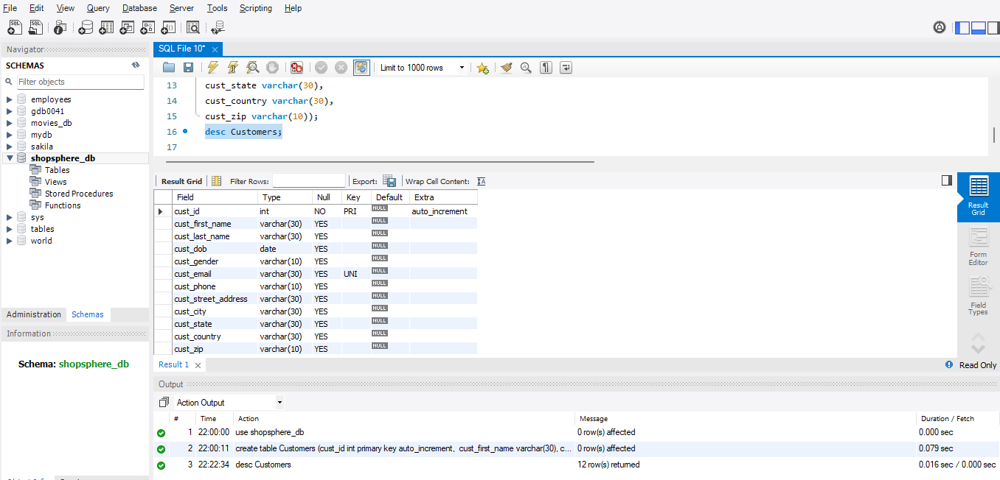 File Edit View Query Database Server Tools Scripting Help
Navigator
SQL File 10*
SCHEMAS
Filter objects
employees
gdb0041
movies_db
mydb
sakila
shopsphere_db
Tables
Views
Stored Procedures
Functions
sys
tables
world
Administration Schemas
Information
Schema: shopsphere_db
Limit to 1000 rows
13 cust_state varchar(30),
14 cust_country varchar(30),
15 cust_zip varchar(10));
16 desc Customers;
17
Result Grid Filter Rows: Export: Wrap Cell Content:
Field Type Null Key Default Extra
cust_id int NO PRI NULL auto_increment
cust_first_name varchar(30) YES NULL
cust_last_name varchar(30) YES NULL
cust_dob date YES NULL
cust_gender varchar(10) YES NULL
cust_email varchar(30) YES UNI NULL
cust_phone varchar(10) YES NULL
cust_street_address varchar(30) YES NULL
cust_city varchar(30) YES NULL
cust_state varchar(30) YES NULL
cust_country varchar(30) YES NULL
cust_zip varchar(10) YES NULL
Result
Grid
Form
Editor
Field
Types
Result 1
Read Only
Output
Action Output
# Time Action Message Duration / Fetch
1 22:00:00 use shopsphere_db 0 row(s) affected 0.000 sec
2 22:00:11 create table Customers (cust_id int primary key auto_increment, cust_first_name varchar(30), c... 0 row(s) affected 0.079 sec
3 22:22:34 desc Customers 12 row(s) returned 0.016 sec / 0.000 sec